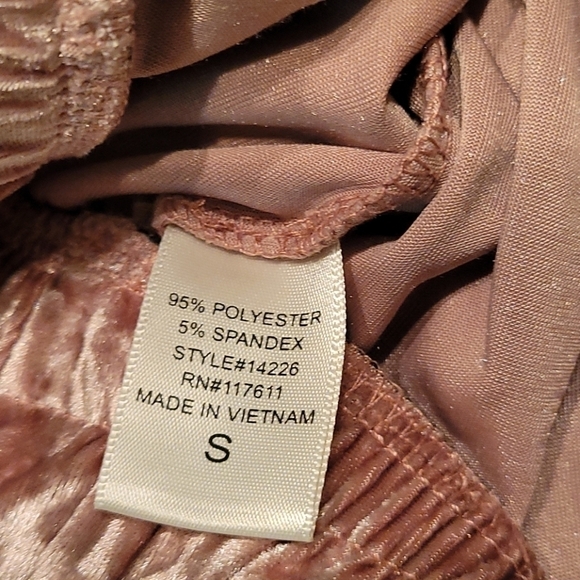 95% POLYESTER
5% SPANDEX
STYLE#14226
RN#117611
MADE IN VIETNAM
S